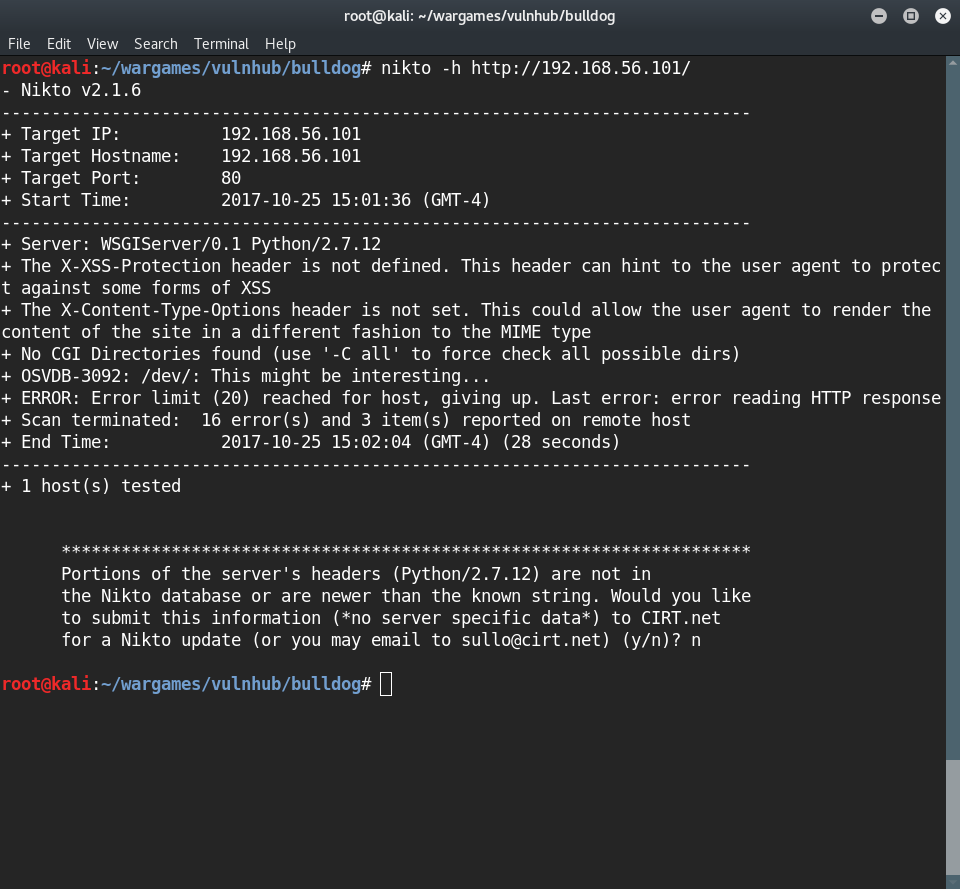 root@kali: ~/wargames/vulnhub/bulldog
File Edit View Search Terminal Help
root@kali:~/wargames/vulnhub/bulldog# nikto -h http://192.168.56.101/
- Nikto v2.1.6
---------------------------------------------------------------------------
+ Target IP:          192.168.56.101
+ Target Hostname:    192.168.56.101
+ Target Port:        80
+ Start Time:         2017-10-25 15:01:36 (GMT-4)
---------------------------------------------------------------------------
+ Server: WSGIServer/0.1 Python/2.7.12
+ The X-XSS-Protection header is not defined. This header can hint to the user agent to protec
t against some forms of XSS
+ The X-Content-Type-Options header is not set. This could allow the user agent to render the
content of the site in a different fashion to the MIME type
+ No CGI Directories found (use '-C all' to force check all possible dirs)
+ OSVDB-3092: /dev/: This might be interesting...
+ ERROR: Error limit (20) reached for host, giving up. Last error: error reading HTTP response
+ Scan terminated:  16 error(s) and 3 item(s) reported on remote host
+ End Time:           2017-10-25 15:02:04 (GMT-4) (28 seconds)
---------------------------------------------------------------------------
+ 1 host(s) tested
*********************************************************************
Portions of the server's headers (Python/2.7.12) are not in
the Nikto database or are newer than the known string. Would you like
to submit this information (*no server specific data*) to CIRT.net
for a Nikto update (or you may email to sullo@cirt.net) (y/n)? n
root@kali:~/wargames/vulnhub/bulldog#